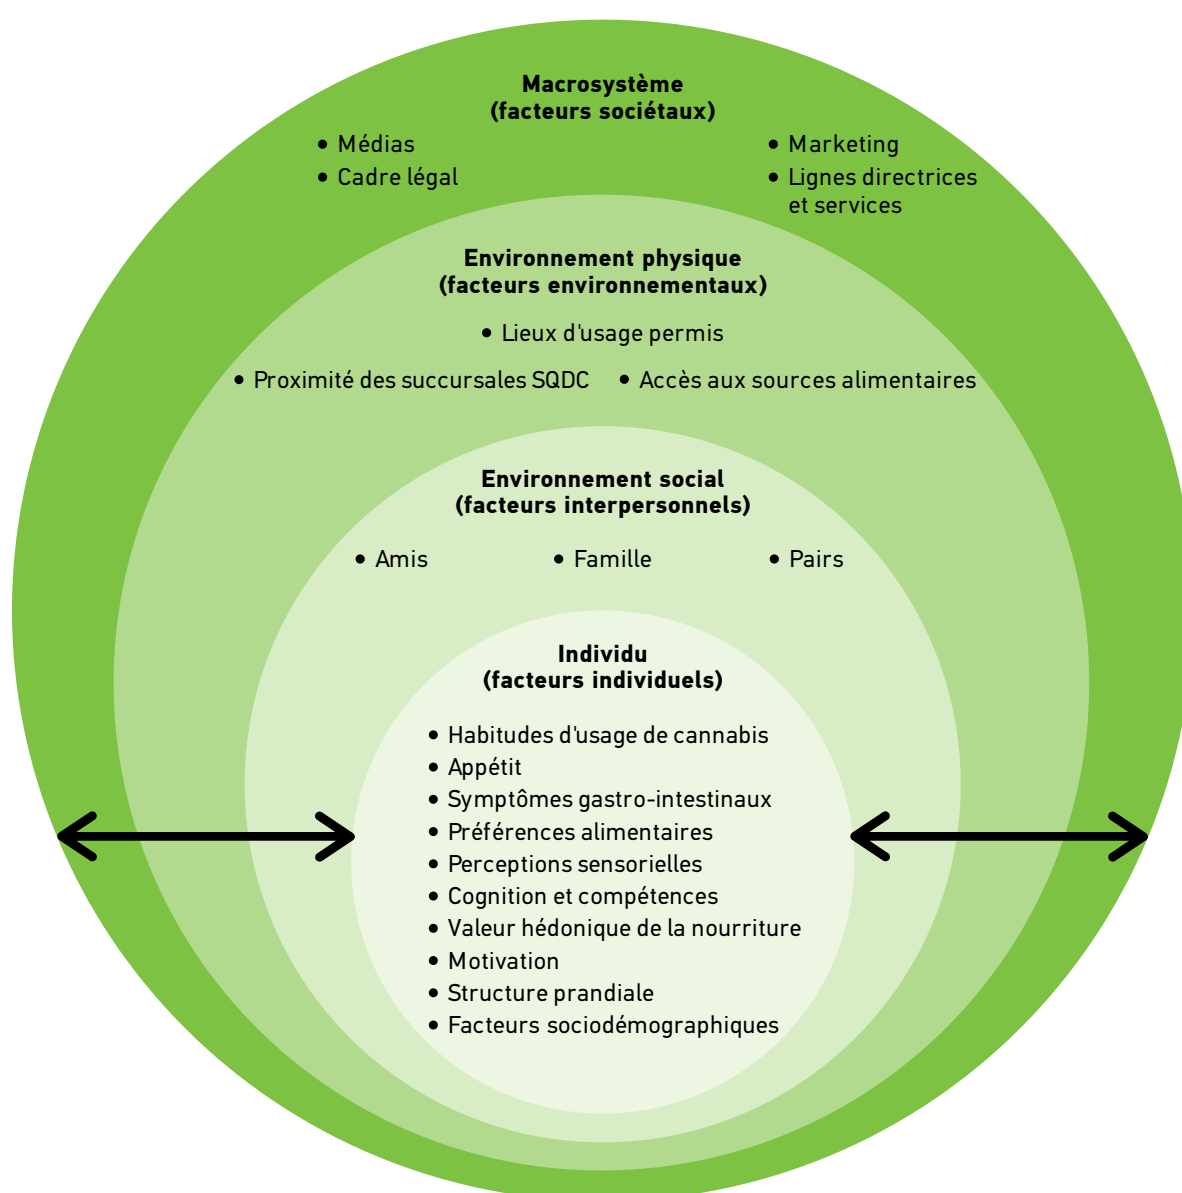 Macrosystème
(facteurs sociétaux)
• Médias
• Cadre légal
• Marketing
• Lignes directrices
et services
Environnement physique
(facteurs environnementaux)
• Lieux d'usage permis
• Proximité des succursales SQDC • Accès aux sources alimentaires
Environnement social
(facteurs interpersonnels)
• Amis • Famille • Pairs
Individu
(facteurs individuels)
• Habitudes d'usage de cannabis
• Appétit
• Symptômes gastro-intestinaux
• Préférences alimentaires
• Perceptions sensorielles
• Cognition et compétences
• Valeur hédonique de la nourriture
• Motivation
• Structure prandiale
• Facteurs sociodémographiques